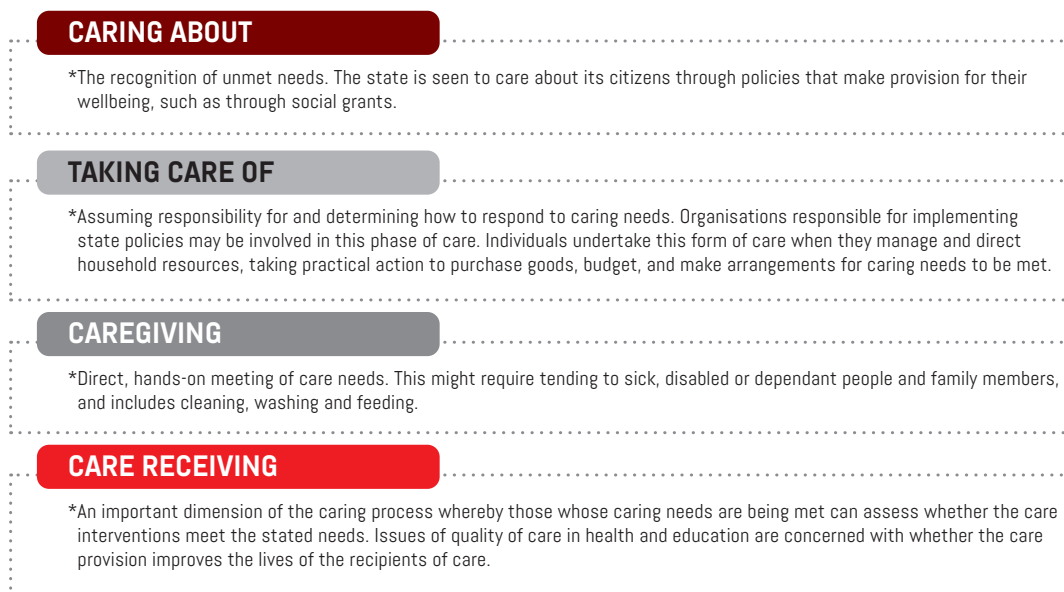 CARING ABOUT
*The recognition of unmet needs. The state is seen to care about its citizens through policies that make provision for their
wellbeing, such as through social grants.
TAKING CARE OF
*Assuming responsibility for and determining how to respond to caring needs. Organisations responsible for implementing
state policies may be involved in this phase of care. Individuals undertake this form of care when they manage and direct
household resources, taking practical action to purchase goods, budget, and make arrangements for caring needs to be met.
CAREGIVING
*Direct, hands-on meeting of care needs. This might require tending to sick, disabled or dependant people and family members,
and includes cleaning, washing and feeding.
CARE RECEIVING
*An important dimension of the caring process whereby those whose caring needs are being met can assess whether the care
interventions meet the stated needs. Issues of quality of care in health and education are concerned with whether the care
provision improves the lives of the recipients of care.